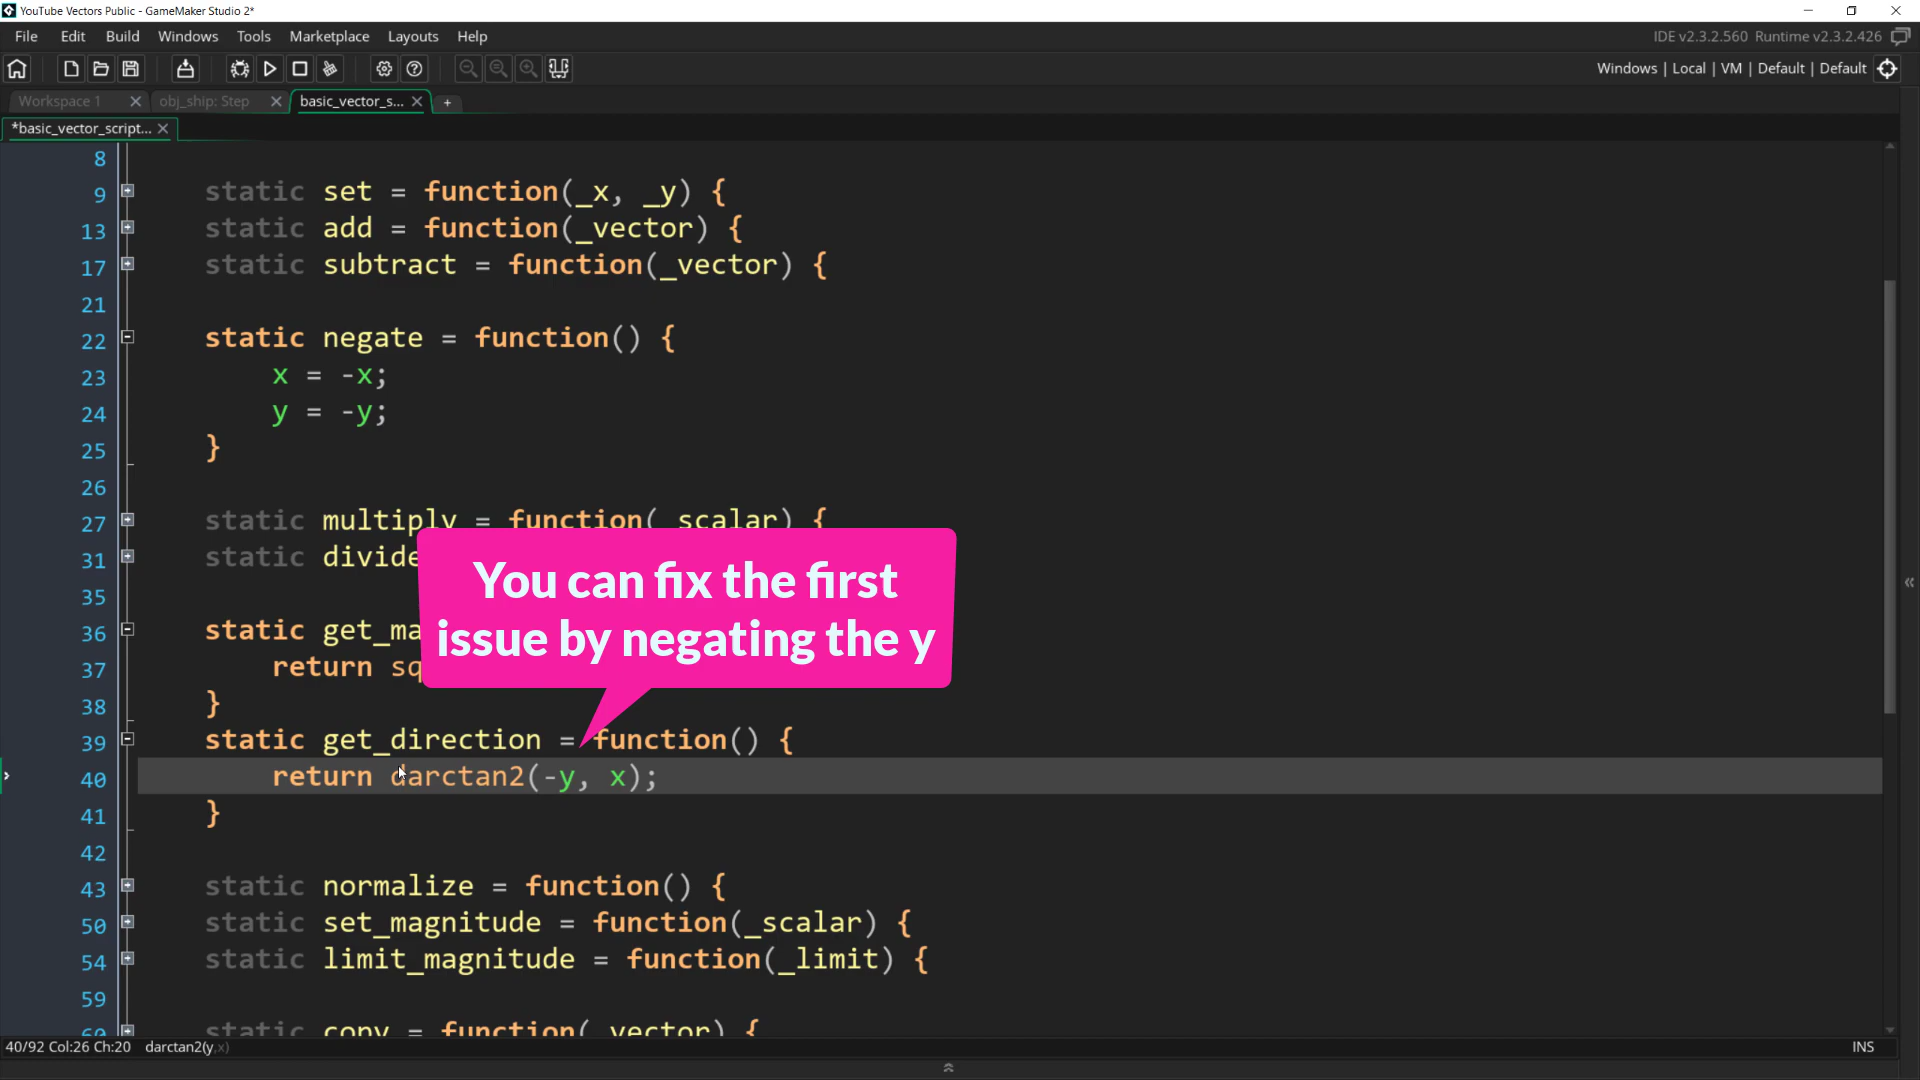 YouTube Vectors Public - GameMaker Studio 2*
File Edit Build Windows Tools Marketplace Layouts Help
IDE v2.3.2.560 Runtime v2.3.2.426
Windows | Local | VM | Default | Default
Workspace 1
obj_ship: Step
basic_vector_s...
*basic_vector_script...
8
9 static set = function(_x, _y) {
13 static add = function(_vector) {
17 static subtract = function(_vector) {
21
22 static negate = function() {
23 x = -x;
24 y = -y;
25 }
26
27 static multiply = function(_scalar) {
31 static divide
35
You can fix the first
issue by negating the y
36 static get_ma
37 return sq
38 }
39 static get_direction = function() {
40 return darctan2(-y, x);
41 }
42
43 static normalize = function() {
50 static set_magnitude = function(_scalar) {
54 static limit_magnitude = function(_limit) {
59
60 static copy = function(_vector) {
40/92 Col:26 Ch:20 darctan2(y,x)
INS